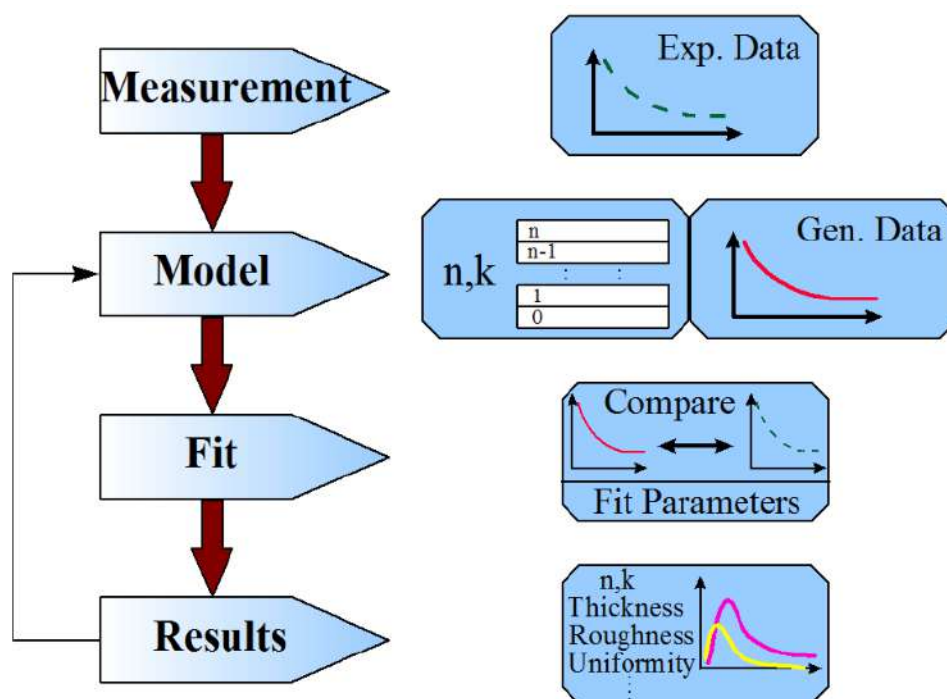 Measurement
Exp. Data
Model
n,k
n
n-1
: :
1
0
Gen. Data
Fit
Compare
Fit Parameters
Results
n,k
Thickness
Roughness
Uniformity
: